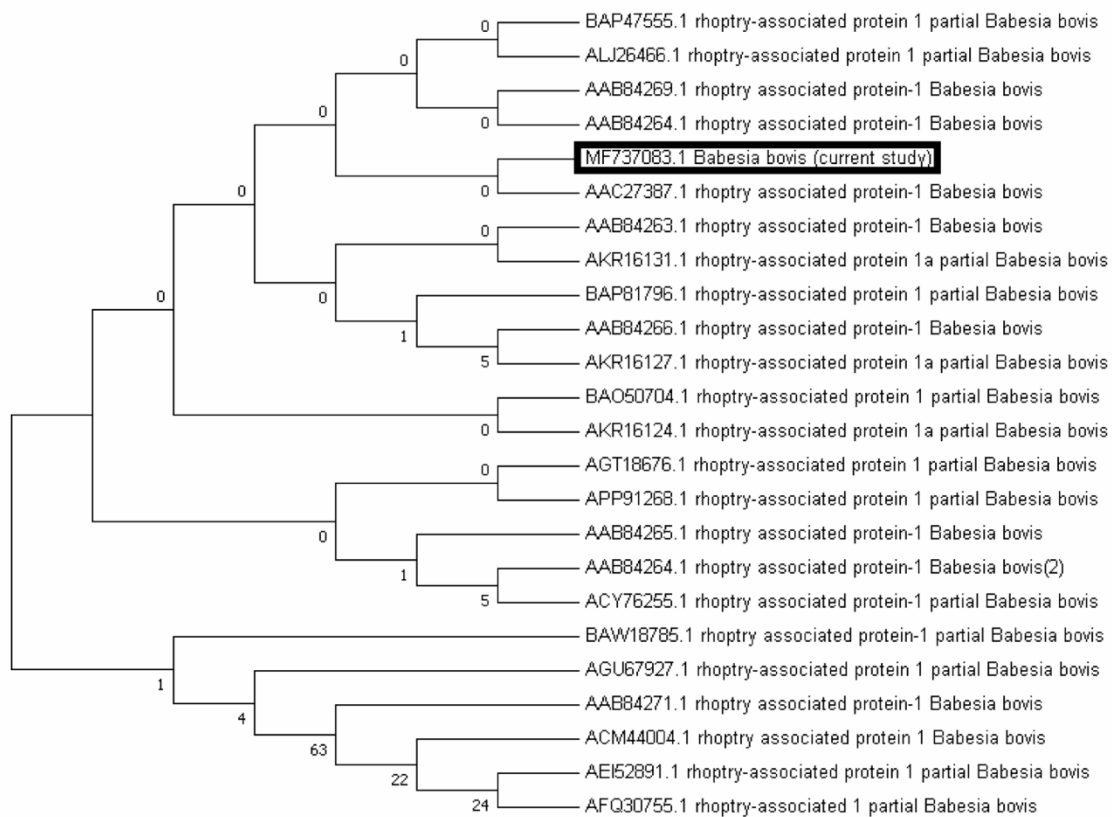 0
BAP47555.1 rhoptry-associated protein 1 partial Babesia bovis
0
ALJ26466.1 rhoptry-associated protein 1 partial Babesia bovis
AAB84269.1 rhoptry associated protein-1 Babesia bovis
0
0
AAB84264.1 rhoptry associated protein-1 Babesia bovis
MF737083.1 Babesia bovis (current study)
0
0
AAC27387.1 rhoptry associated protein-1 Babesia bovis
0
AAB84263.1 rhoptry associated protein-1 Babesia bovis
AKR16131.1 rhoptry-associated protein 1a partial Babesia bovis
0
0
BAP81796.1 rhoptry-associated protein 1 partial Babesia bovis
1
AAB84266.1 rhoptry associated protein-1 Babesia bovis
5
AKR16127.1 rhoptry-associated protein 1a partial Babesia bovis
BAO50704.1 rhoptry-associated protein 1 partial Babesia bovis
0
AKR16124.1 rhoptry-associated protein 1a partial Babesia bovis
0
AGT18676.1 rhoptry-associated protein 1 partial Babesia bovis
APP91268.1 rhoptry-associated protein 1 partial Babesia bovis
0
AAB84265.1 rhoptry associated protein-1 Babesia bovis
1
AAB84264.1 rhoptry associated protein-1 Babesia bovis(2)
5
ACY76255.1 rhoptry associated protein-1 partial Babesia bovis
BAW18785.1 rhoptry associated protein-1 partial Babesia bovis
1
AGU67927.1 rhoptry-associated protein 1 partial Babesia bovis
4
AAB84271.1 rhoptry associated protein-1 Babesia bovis
63
ACM44004.1 rhoptry associated protein 1 Babesia bovis
22
AEI52891.1 rhoptry-associated protein 1 partial Babesia bovis
24
AFQ30755.1 rhoptry-associated 1 partial Babesia bovis